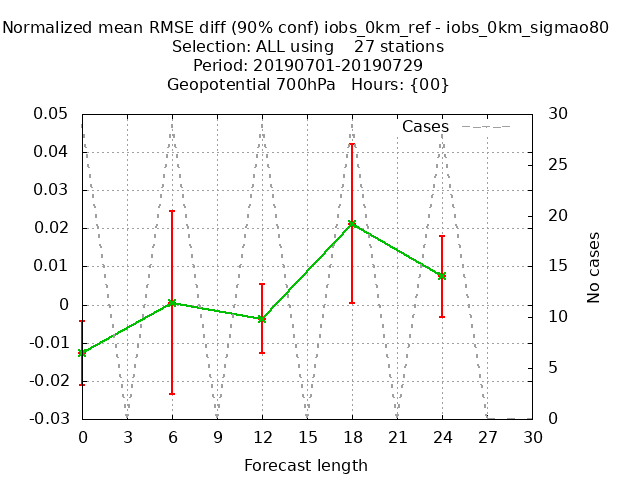 Normalized mean RMSE diff (90% conf) iobs_0km_ref - iobs_0km_sigmao80
Selection: ALL using    27 stations
Period: 20190701-20190729
Geopotential 700hPa   Hours: {00}
Cases
0.05
0.04
0.03
0.02
0.01
0
-0.01
-0.02
-0.03
30
25
20
15
10
5
0
No cases
0 3 6 9 12 15 18 21 24 27 30
Forecast length